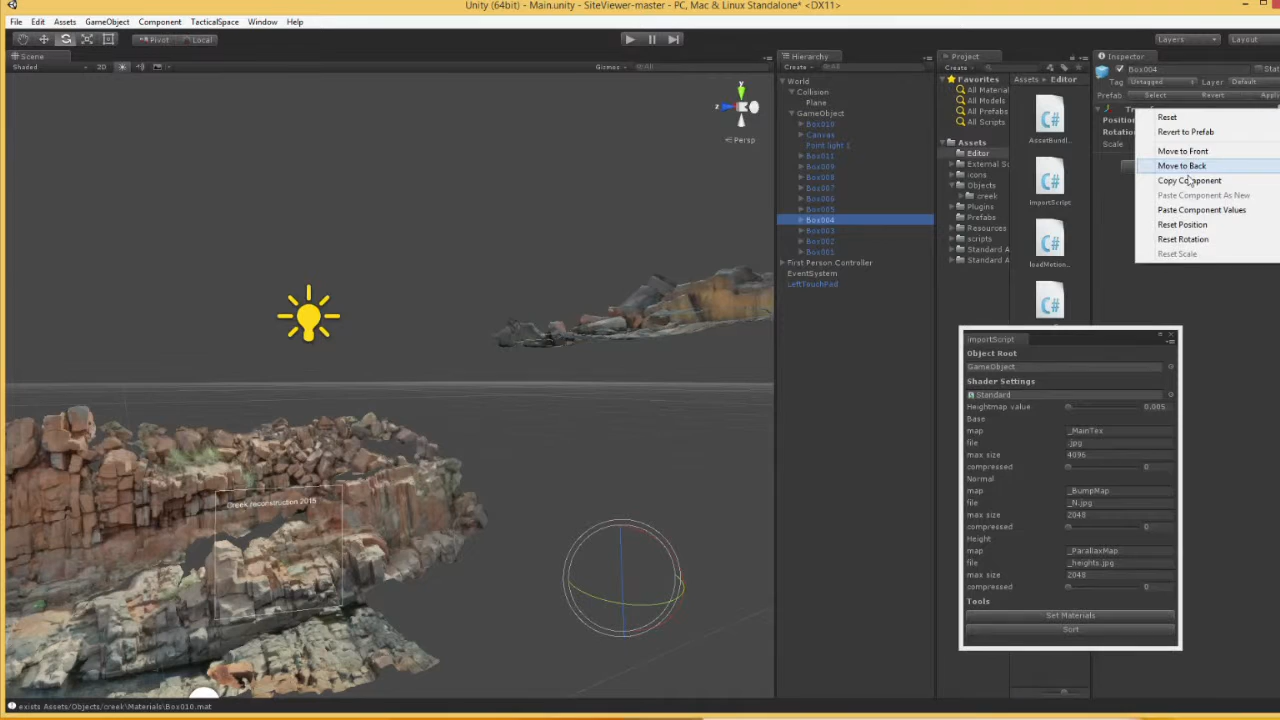 Unity (64bit) - Main.unity - SiteViewer-master - PC, Mac & Linux Standalone* <DX11>
File Edit Assets GameObject Component TacticalSpace Window Help
Pivot Local Layers Layout
Scene
Shaded 2D Gizmos All
y
z
Persp
Creek reconstruction 2015
Hierarchy
Create All
World
Collision
Plane
GameObject
Box010
Canvas
Point light 1
Box011
Box009
Box008
Box007
Box006
Box005
Box004
Box003
Box002
Box001
First Person Controller
EventSystem
LeftTouchPad
Project
Create
Favorites
All Material
All Models
All Prefabs
All Scripts
Assets
Editor
External Sc
icons
Objects
creek
Plugins
Prefabs
Resources
scripts
Standard A
Standard A
Assets Editor
C#
AssetBundl...
C#
ImportScript
C#
loadMotion...
C#
Inspector
Box004 Stat
Tag Untagged Layer Default
Prefab Select Revert Apply
Position
Rotation
Scale
Reset
Revert to Prefab
Move to Front
Move to Back
Copy Component
Paste Component As New
Paste Component Values
Reset Position
Reset Rotation
Reset Scale
importScript
Object Root
GameObject
Shader Settings
Standard
Heightmap value 0.005
Base
map _MainTex
file .jpg
max size 4096
compressed 0
Normal
map _BumpMap
file _N.jpg
max size 2048
compressed 0
Height
map _ParallaxMap
file _heights.jpg
max size 2048
compressed 0
Tools
Set Materials
Sort
exists Assets/Objects/creek\Materials\Box010.mat